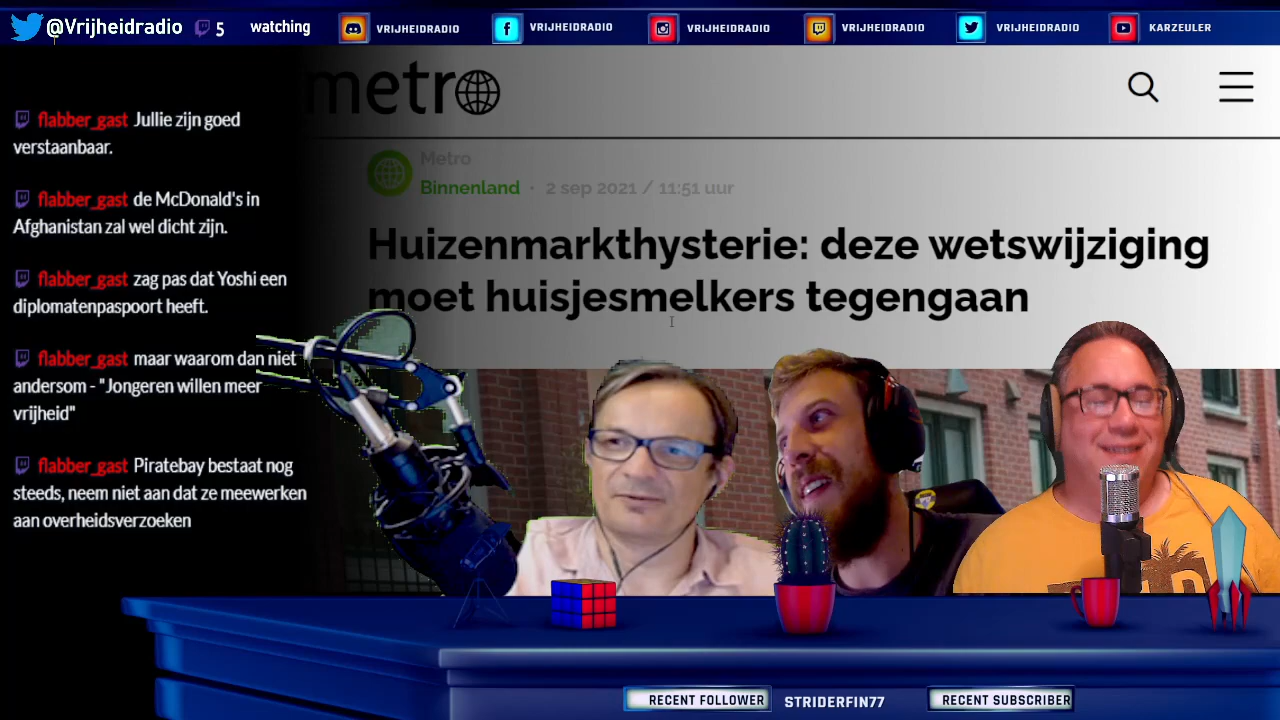 @Vrijheidradio 5 watching VRIJHEIDRADIO VRIJHEIDRADIO VRIJHEIDRADIO VRIJHEIDRADIO VRIJHEIDRADIO KARZEULER
metro
Metro
Binnenland · 2 sep 2021 / 11:51 uur
Huizenmarkthysterie: deze wetswijziging
moet huisjesmelkers tegengaan
flabber_gast Jullie zijn goed
verstaanbaar.
flabber_gast de McDonald's in
Afghanistan zal wel dicht zijn.
flabber_gast zag pas dat Yoshi een
diplomatenpaspoort heeft.
flabber_gast maar waarom dan niet
andersom - "Jongeren willen meer
vrijheid"
flabber_gast Piratebay bestaat nog
steeds, neem niet aan dat ze meewerken
aan overheidsverzoeken
RECENT FOLLOWER STRIDERFIN77 RECENT SUBSCRIBER